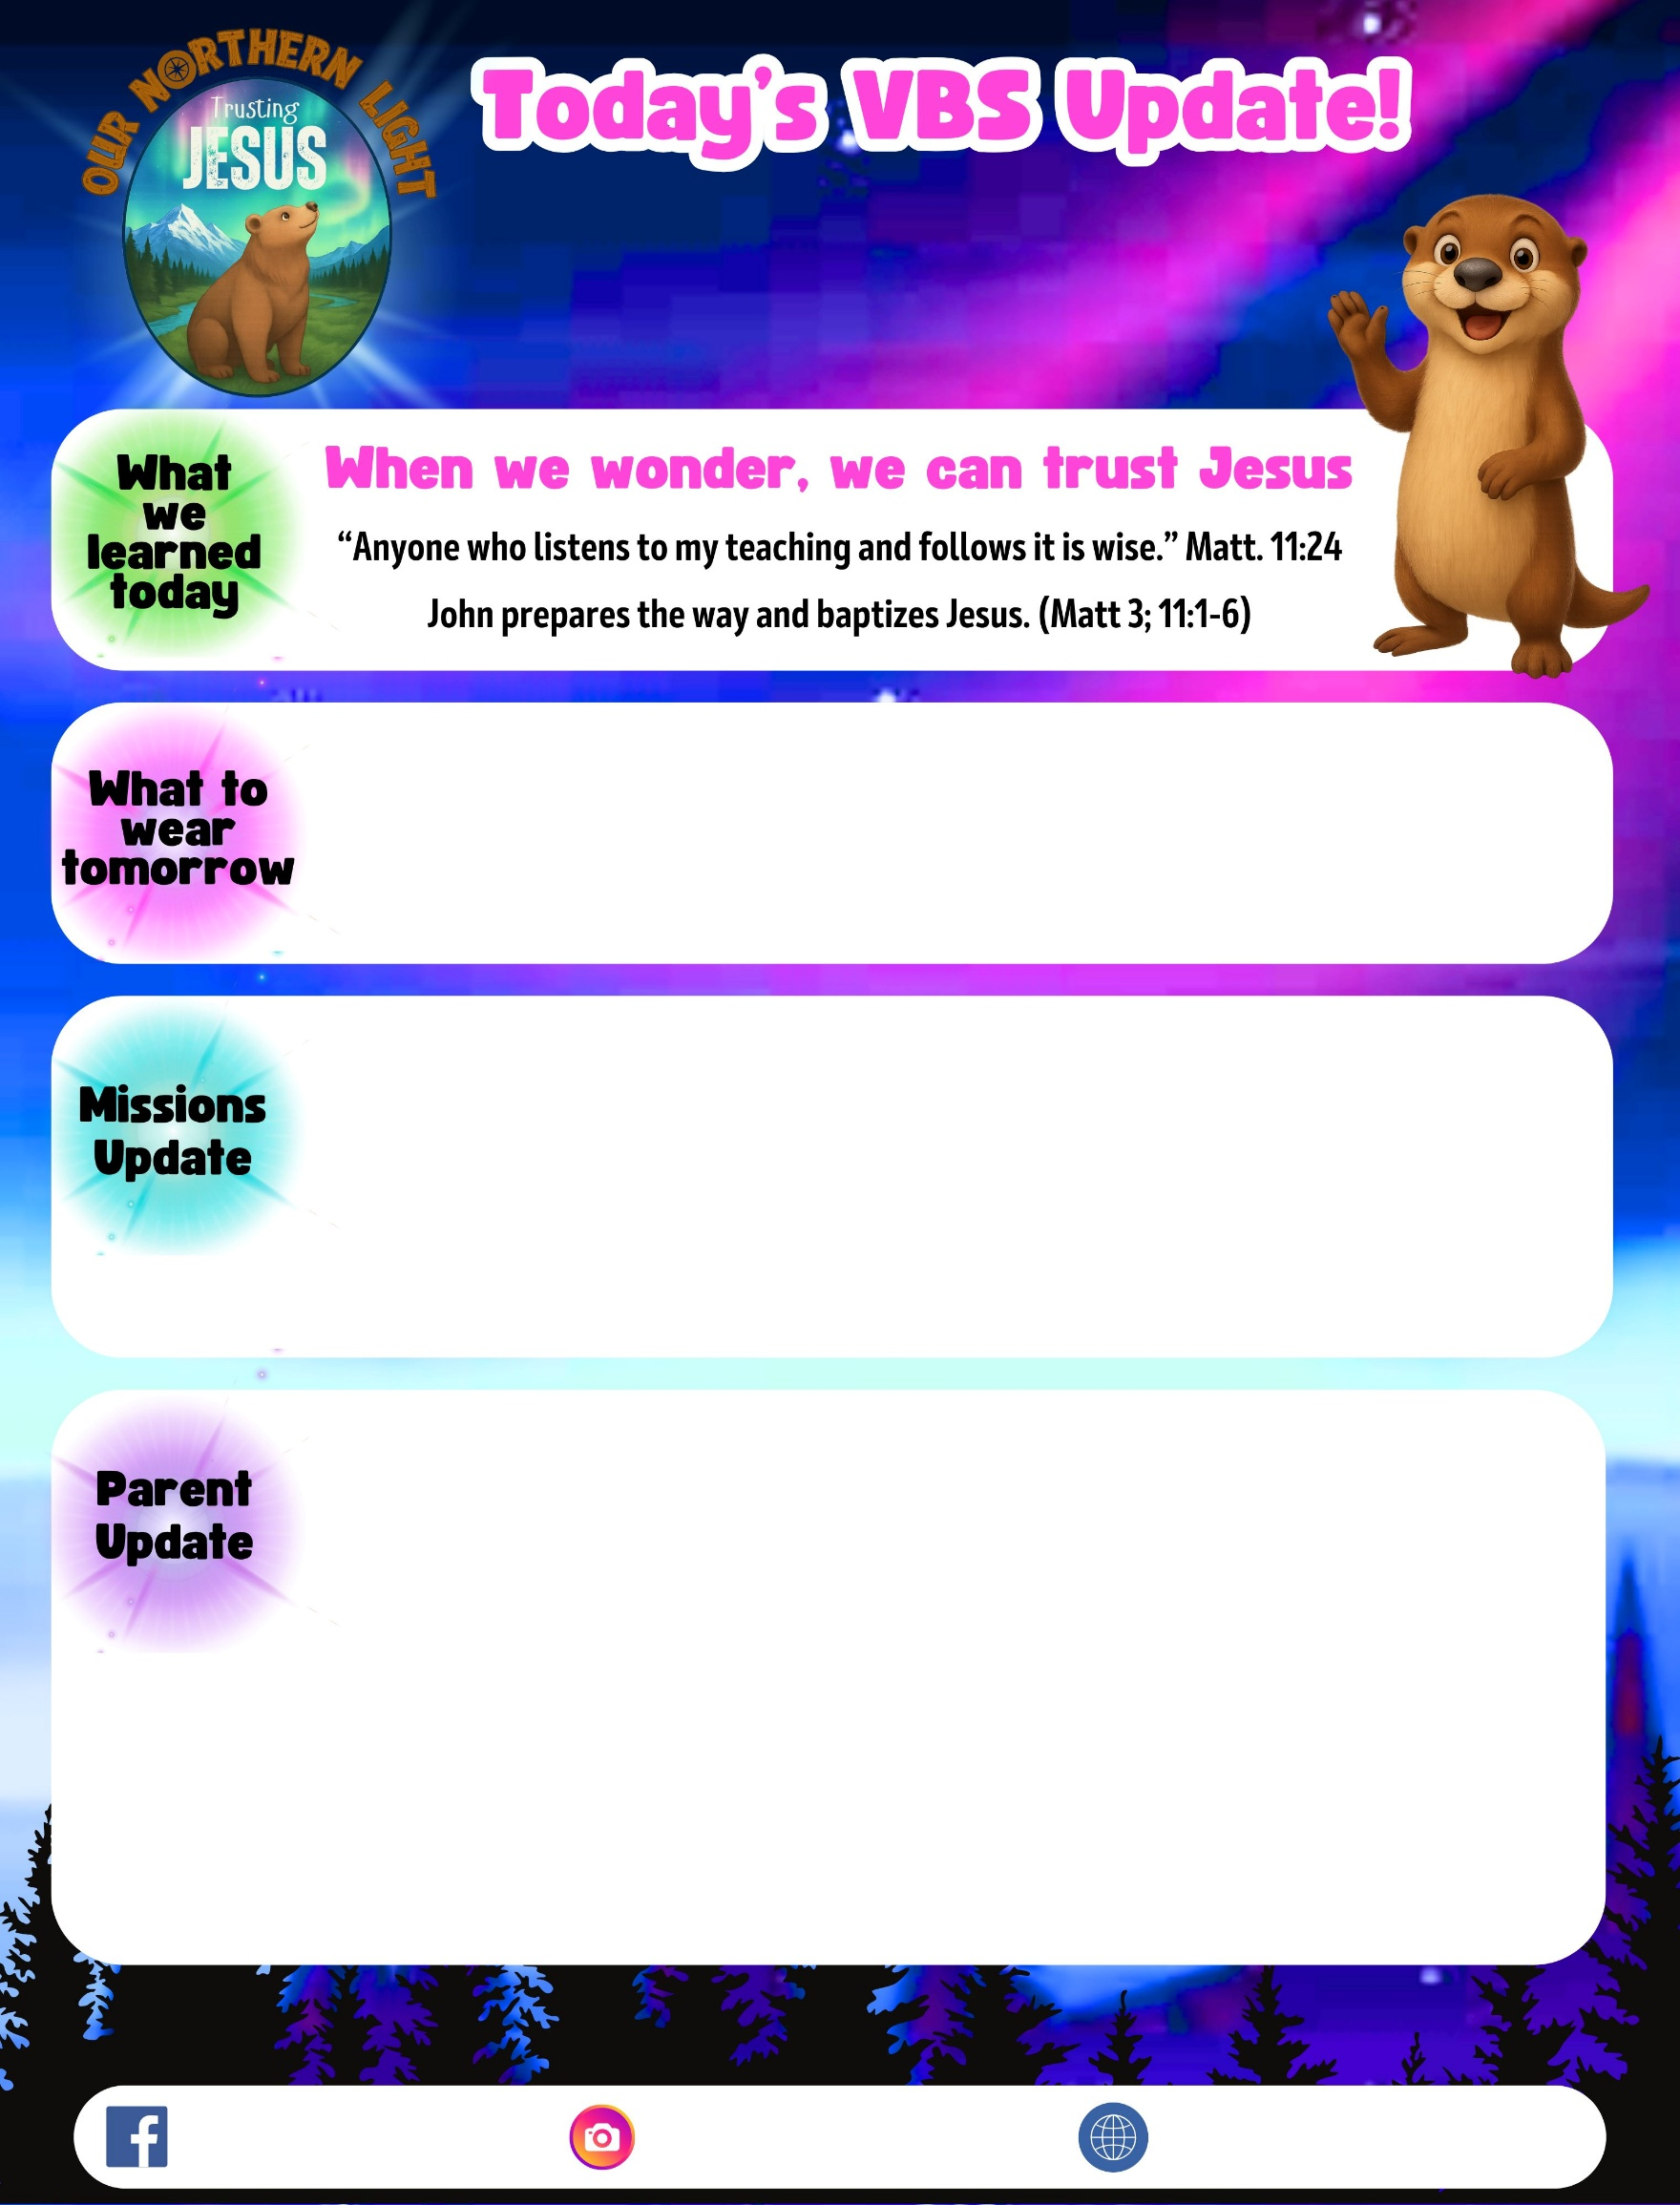 OUR NORTHERN LIGHT
Trusting
JESUS
Today's VBS Update!
What
we
learned
today
When we wonder, we can trust Jesus
“Anyone who listens to my teaching and follows it is wise.” Matt. 11:24
John prepares the way and baptizes Jesus. (Matt 3; 11:1-6)
What to
wear
tomorrow
Missions
Update
Parent
Update